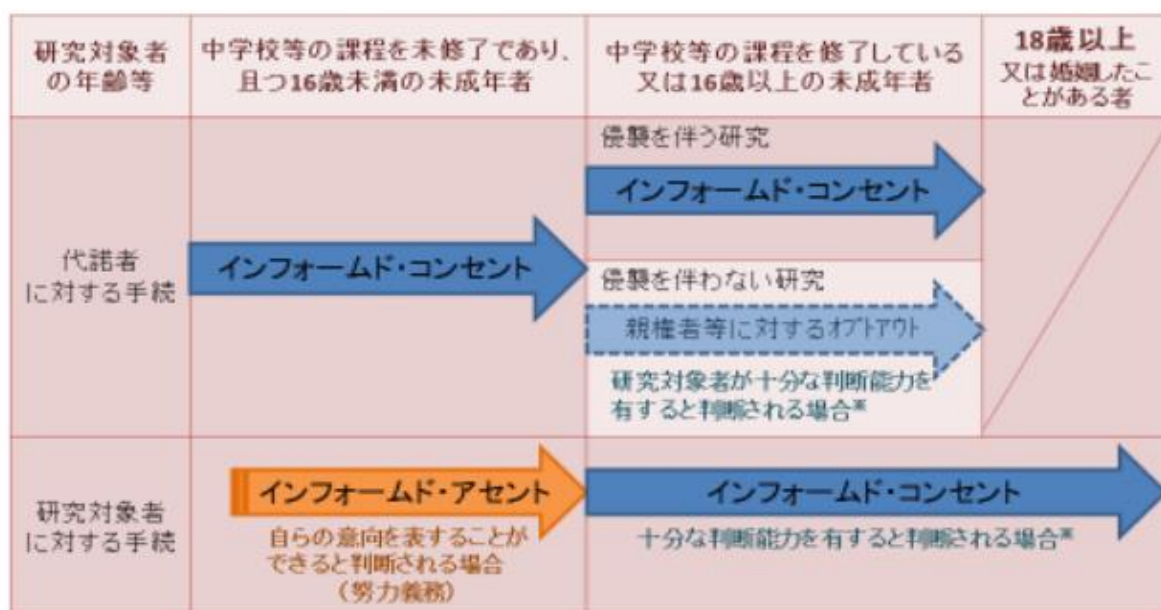 研究対象者
の年齢等
中学校等の課程を未修了であり、
且つ16歳未満の未成年者
中学校等の課程を修了している
又は16歳以上の未成年者
18歳以上
又は婚姻したこ
とがある者
代諾者
に対する手続
インフォームド・コンセント
侵襲を伴う研究
インフォームド・コンセント
侵襲を伴わない研究
親権者等に対するオプトアウト
研究対象者が十分な判断能力を
有すると判断される場合※
研究対象者
に対する手続
インフォームド・アセント
自らの意向を表することが
できると判断される場合
（努力義務）
インフォームド・コンセント
十分な判断能力を有すると判断される場合※